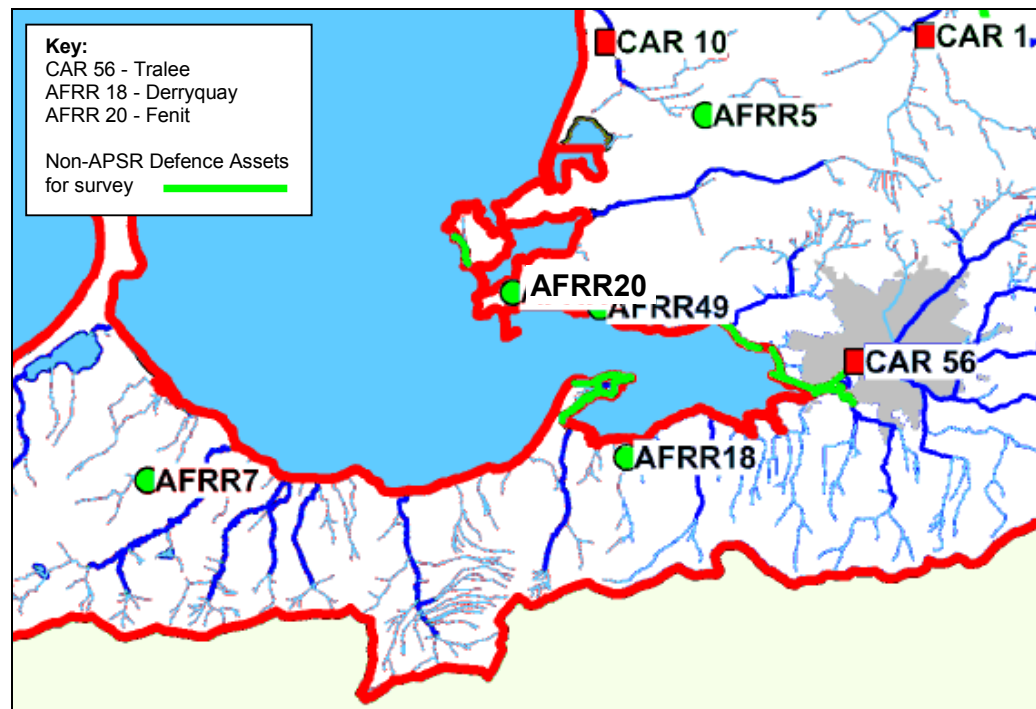 Key:
CAR 56 - Tralee
AFRR 18 - Derryquay
AFRR 20 - Fenit
Non-APSR Defence Assets
for survey
CAR 10
CAR 1
AFRR5
AFRR20
AFRR49
CAR 56
AFRR18
AFRR7